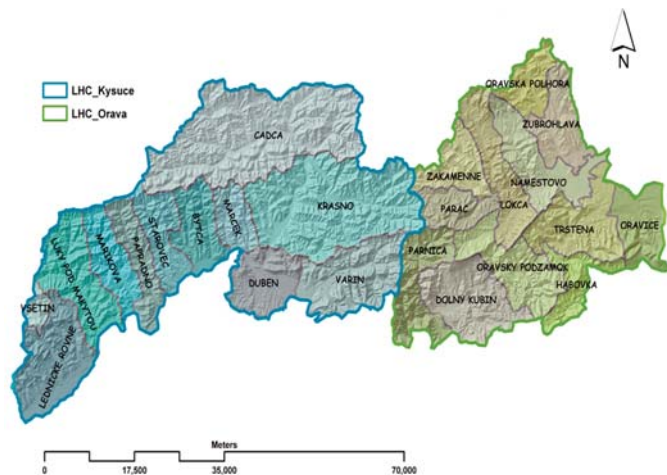 N
LHC_Kysuce
LHC_Orava
ORAVSKA POLHORA
ZUBROHLAVA
CADCA
ZAKAMENNE
NAMESTOVO
KRASNO
PARAC
LOKCA
TRSTENA
ORAVICE
MARCEK
BYTCA
STAROVEC
PAPRADNO
MARIKOVA
LUKY POD MAKYTOU
PARNICA
ORAVSKY PODZAMOK
HABOVKA
DUBEN
VARIN
DOLNY KUBIN
VSETIN
LEDNICKE ROVNE
Meters
0 17,500 35,000 70,000